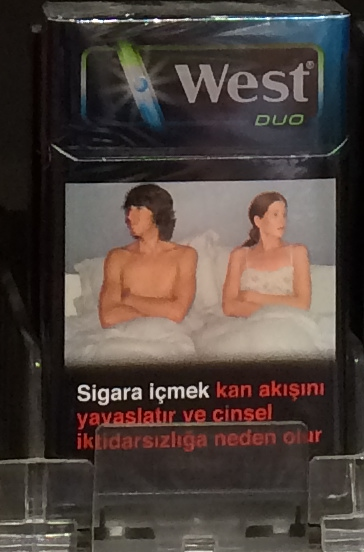 West®
DUO
Sigara içmek kan akışını
yavaşlatır ve cinsel
iktidarsızlığa neden olur